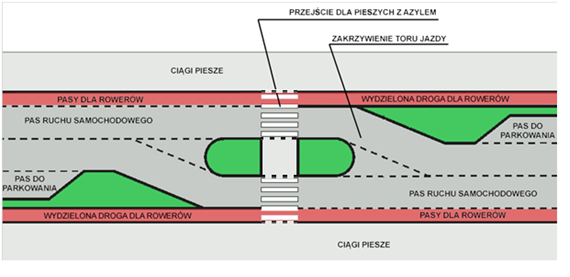 PRZEJŚCIE DLA PIESZYCH Z AZYLEM
ZAKRZYWIENIE TORU JAZDY
CIĄGI PIESZE
PASY DLA ROWERÓW
WYDZIELONA DROGA DLA ROWERÓW
PAS RUCHU SAMOCHODOWEGO
PAS DO
PARKOWANIA
PAS DO
PARKOWANIA
PAS RUCHU SAMOCHODOWEGO
WYDZIELONA DROGA DLA ROWERÓW
PASY DLA ROWERÓW
CIĄGI PIESZE